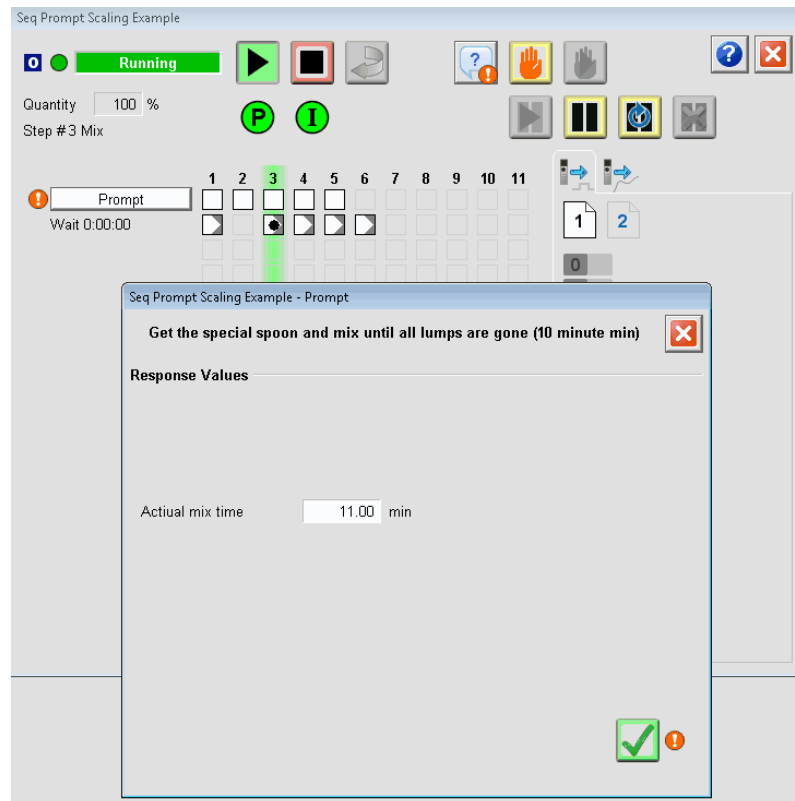 Seq Prompt Scaling Example
O Running
?
?
Quantity 100 %
P I
Step #3 Mix
1 2 3 4 5 6 7 8 9 10 11
! Prompt
Wait 0:00:00
1 2
0
Seq Prompt Scaling Example - Prompt
Get the special spoon and mix until all lumps are gone (10 minute min)
Response Values
Actiual mix time 11.00 min
!